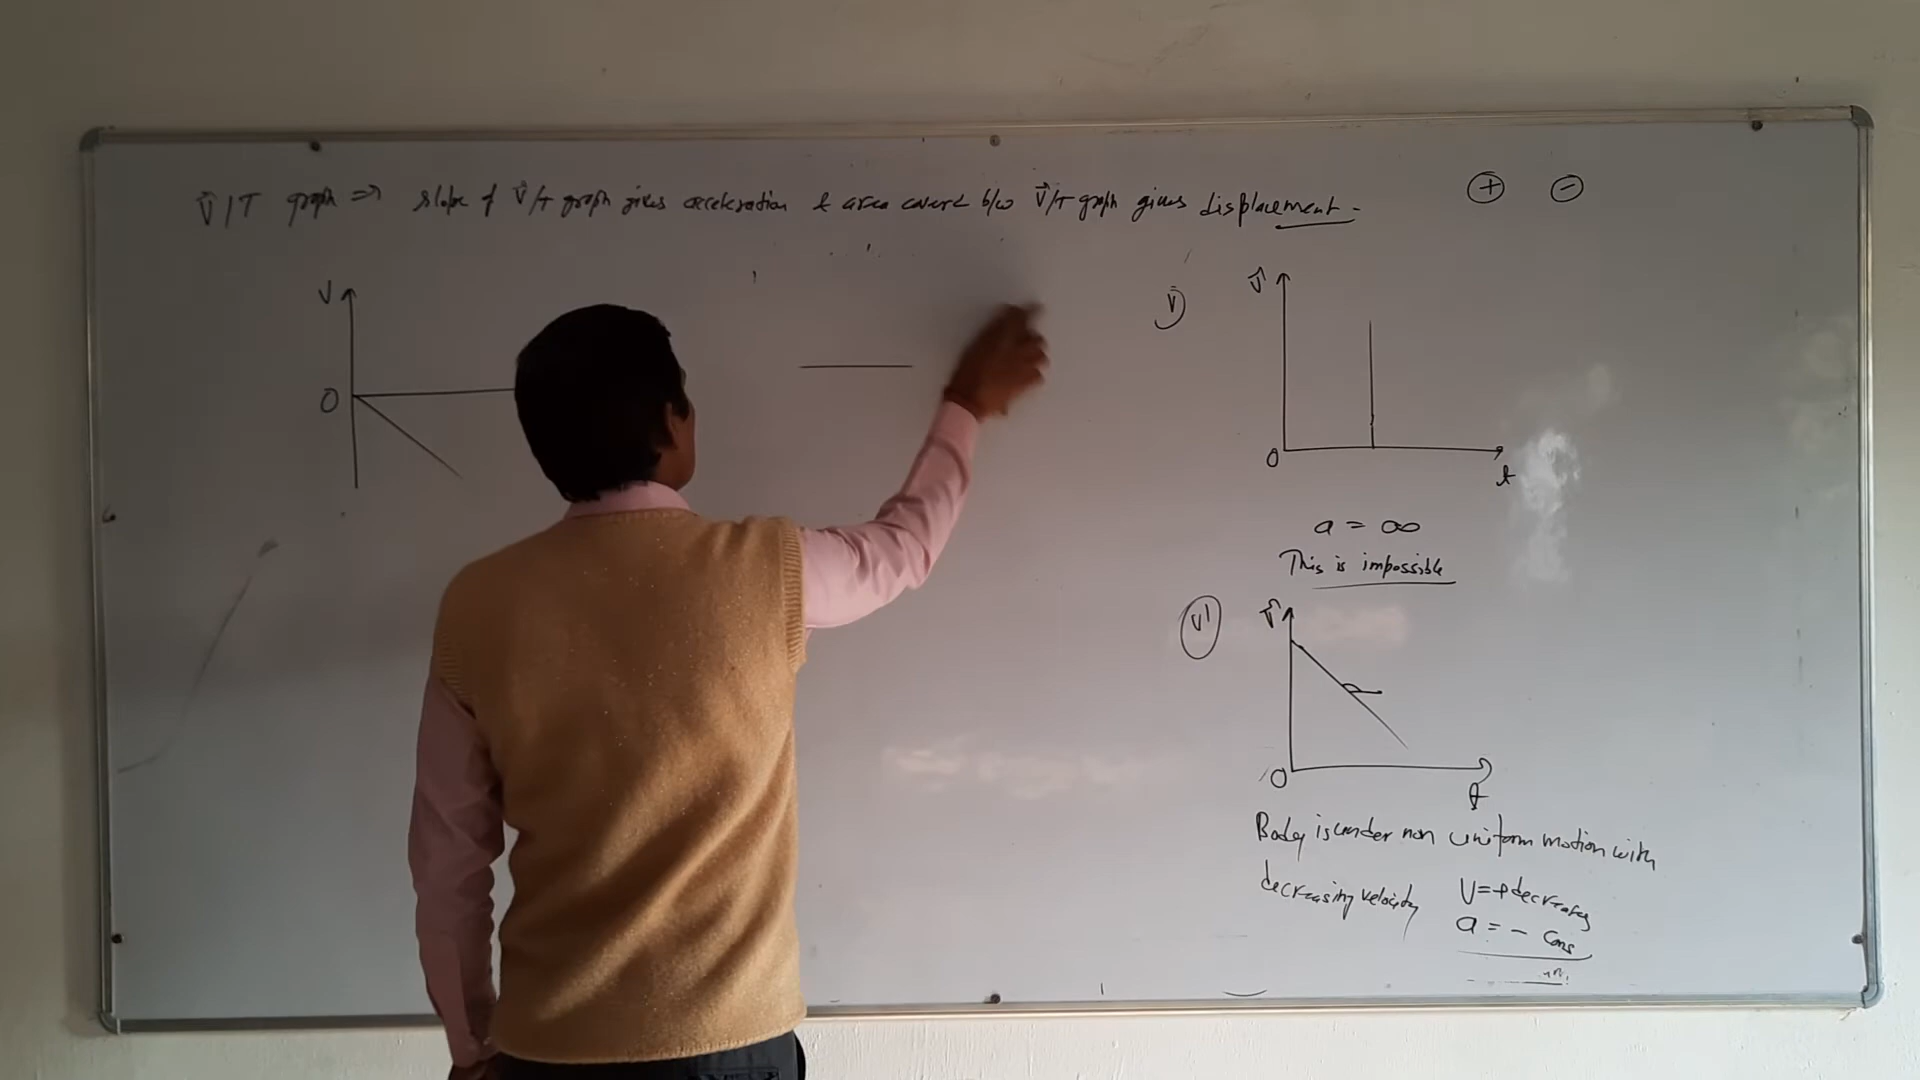 V⃗/T graph ⇒ slope of V⃗/T graph gives acceleration & area covered b/w V⃗/T graph gives displacement.
+ -
V
O
V)
V⃗
O
t
a = ∞
This is impossible
VI
V⃗
O
t
Body is under non uniform motion with
decreasing velocity
V = + decreases
a = - cons